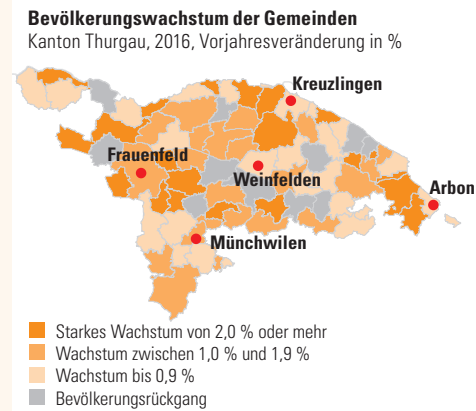 Bevölkerungswachstum der Gemeinden
Kanton Thurgau, 2016, Vorjahresveränderung in %
Kreuzlingen
Frauenfeld
Weinfelden
Arbon
Münchwilen
Starkes Wachstum von 2,0 % oder mehr
Wachstum zwischen 1,0 % und 1,9 %
Wachstum bis 0,9 %
Bevölkerungsrückgang